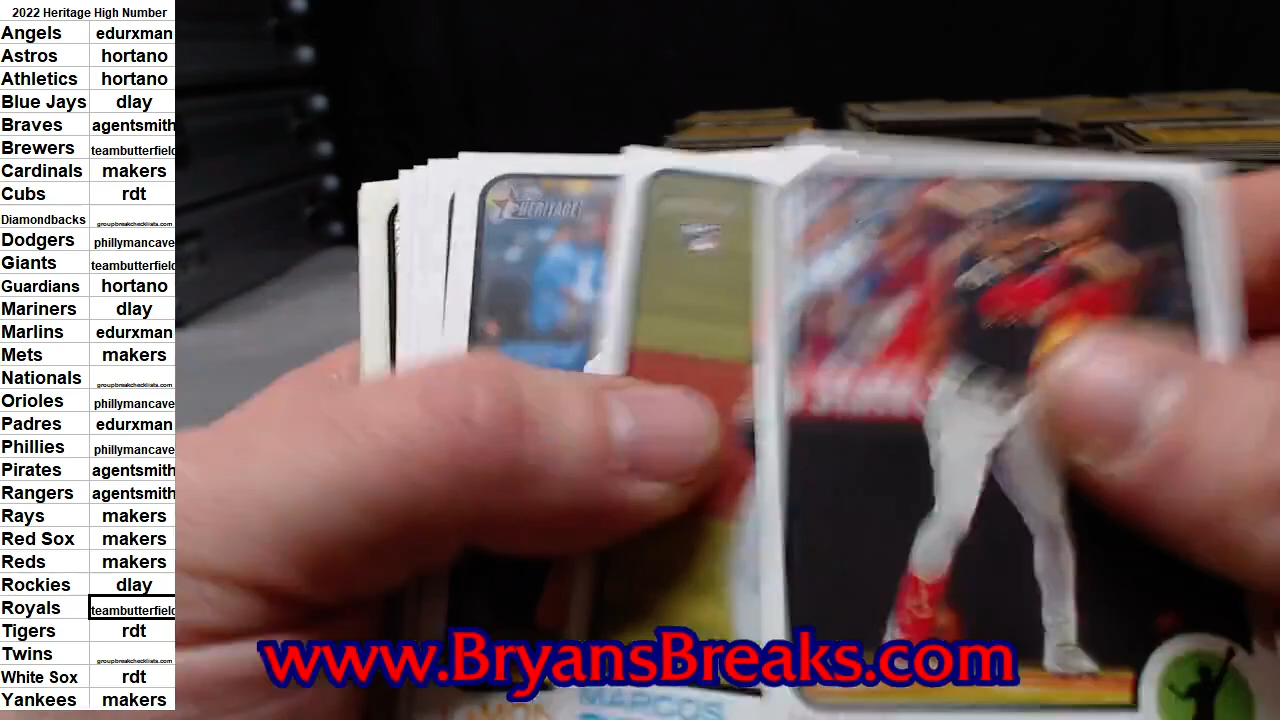 2022 Heritage High Number
Angels edurxman
Astros hortano
Athletics hortano
Blue Jays dlay
Braves agentsmith
Brewers teambutterfield
Cardinals makers
Cubs rdt
Diamondbacks groupbreakchecklists.com
Dodgers phillymancave
Giants teambutterfield
Guardians hortano
Mariners dlay
Marlins edurxman
Mets makers
Nationals groupbreakchecklists.com
Orioles phillymancave
Padres edurxman
Phillies phillymancave
Pirates agentsmith
Rangers agentsmith
Rays makers
Red Sox makers
Reds makers
Rockies dlay
Royals teambutterfield
Tigers rdt
Twins groupbreakchecklists.com
White Sox rdt
Yankees makers
HERITAGE
www.BryansBreaks.com
MARCOS